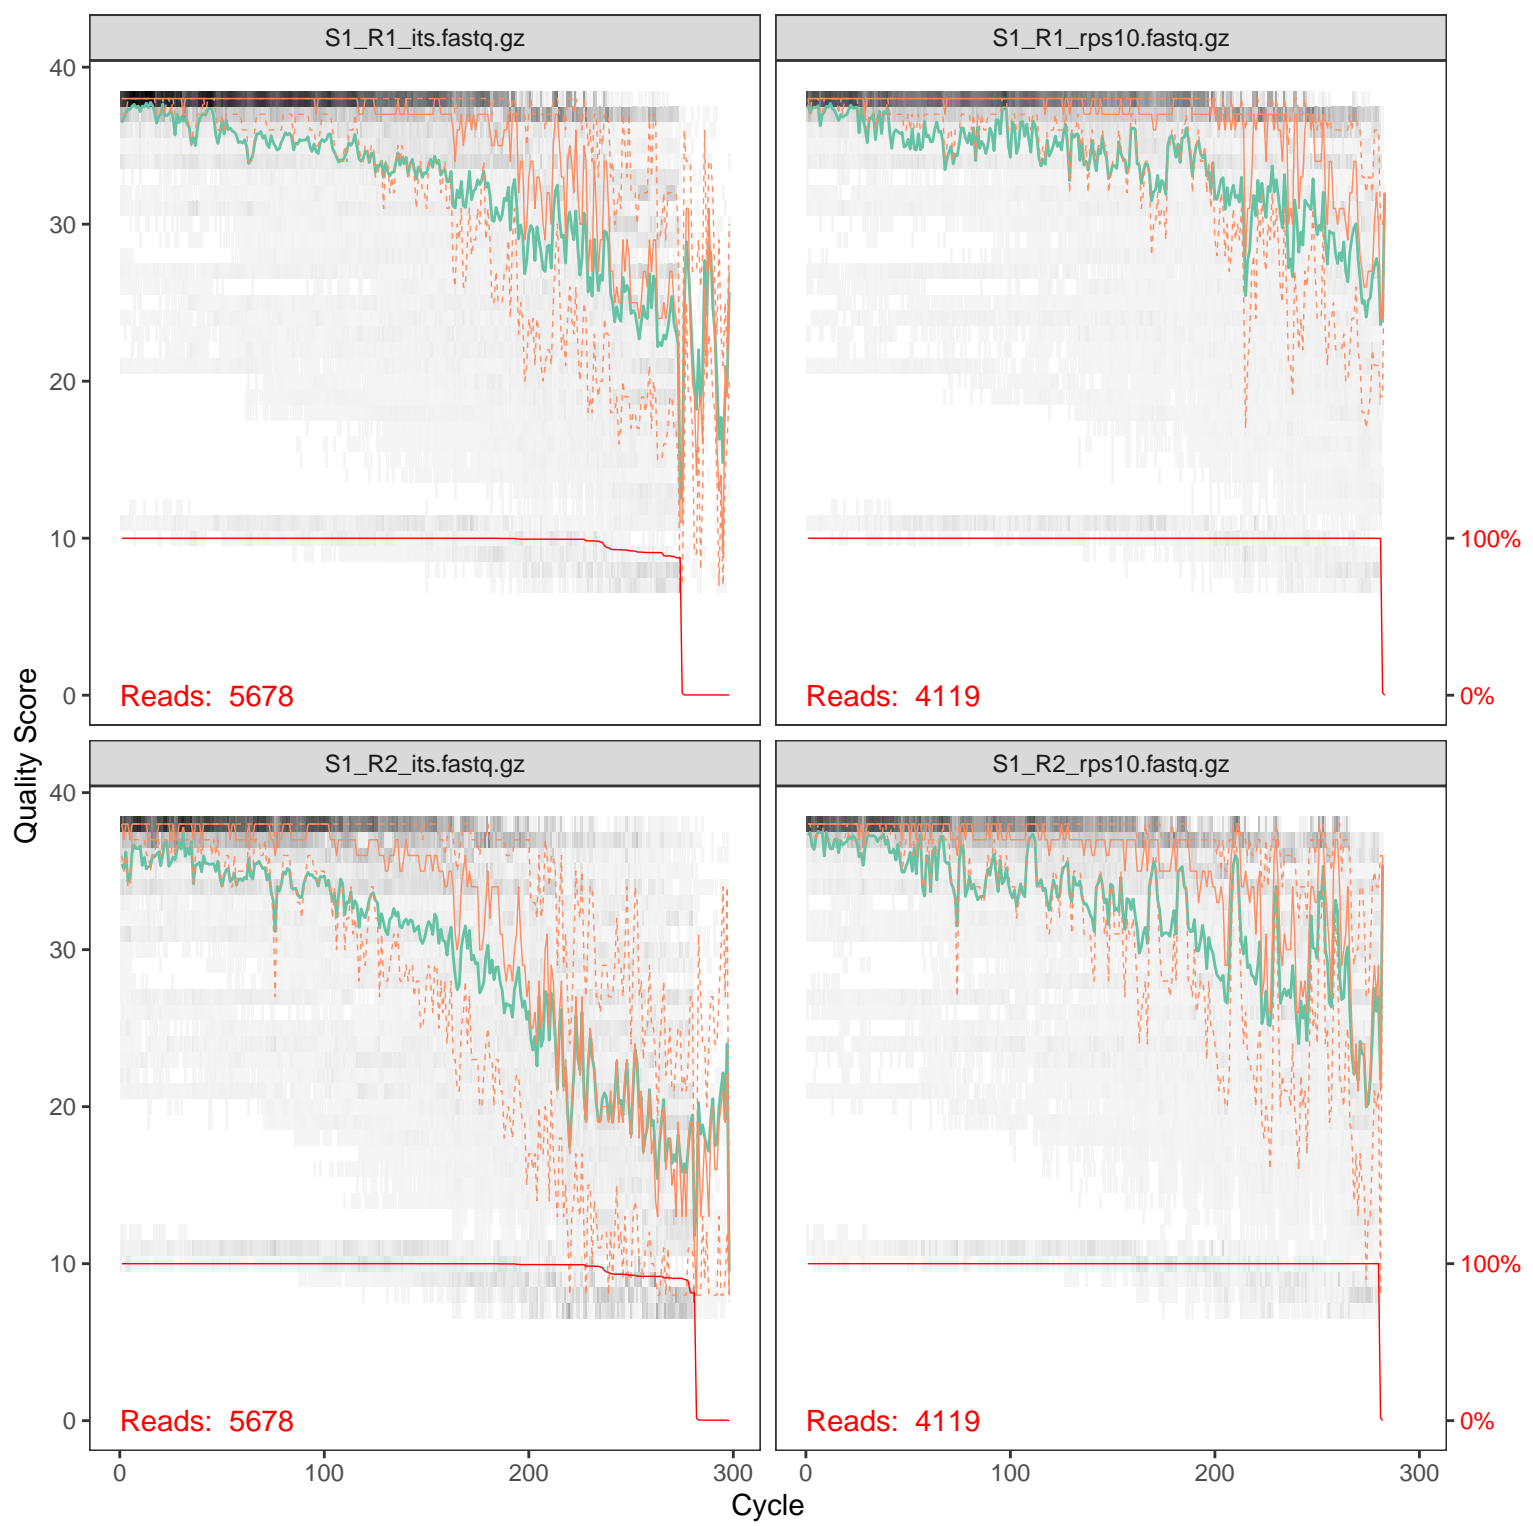 S1_R1_its.fastq.gz
S1_R1_rps10.fastq.gz
40
30
20
10
0
Reads: 5678
Reads: 4119
100%
0%
Quality Score
S1_R2_its.fastq.gz
S1_R2_rps10.fastq.gz
40
30
20
10
0
Reads: 5678
Reads: 4119
100%
0%
0 100 200 300
0 100 200 300
Cycle